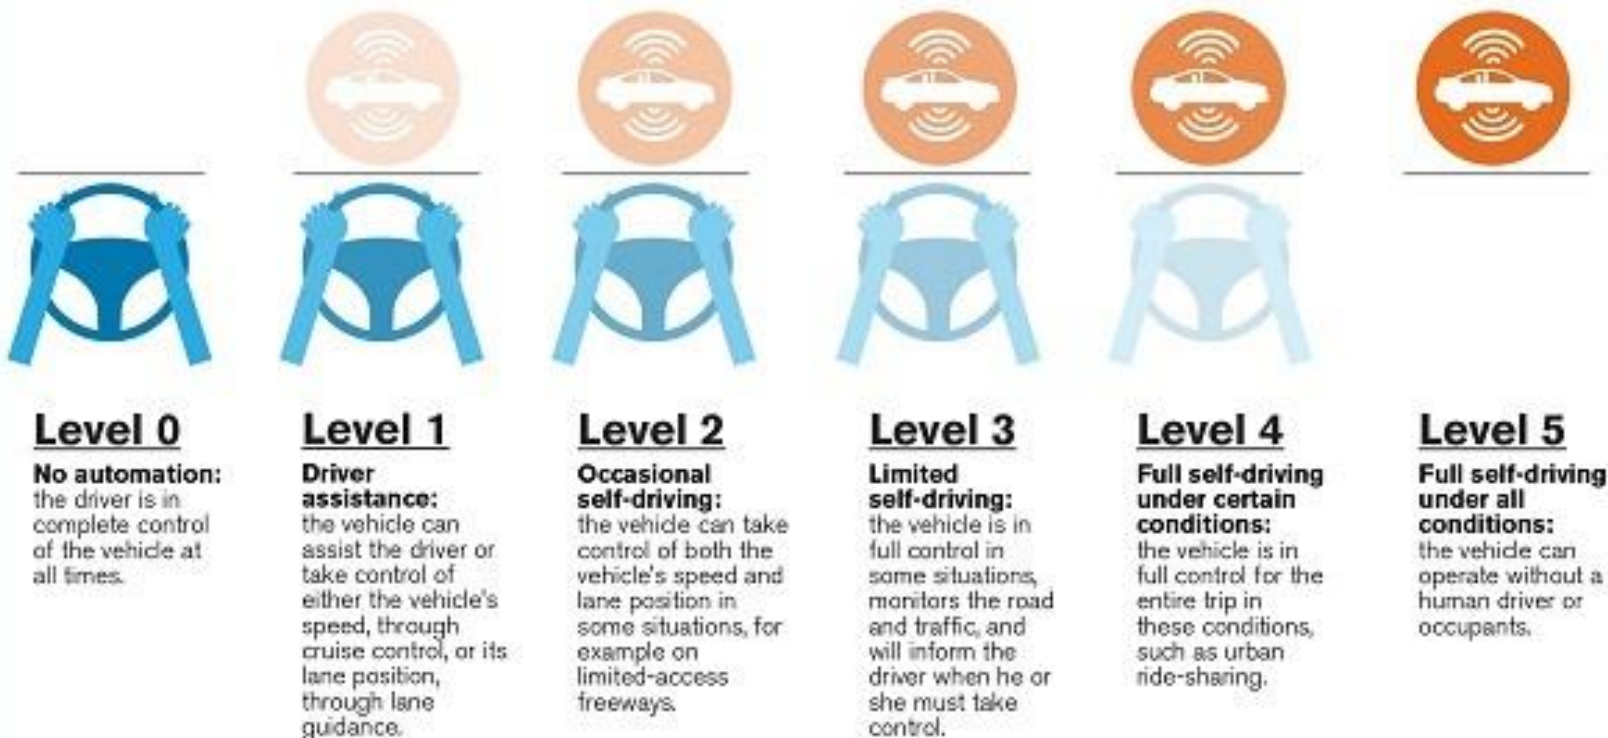 Level 0
No automation:
the driver is in
complete control
of the vehicle at
all times.
Level 1
Driver
assistance:
the vehicle can
assist the driver or
take control of
either the vehicle's
speed, through
cruise control, or its
lane position,
through lane
guidance.
Level 2
Occasional
self-driving:
the vehicle can take
control of both the
vehicle's speed and
lane position in
some situations, for
example on
limited-access
freeways.
Level 3
Limited
self-driving:
the vehicle is in
full control in
some situations,
monitors the road
and traffic, and
will inform the
driver when he or
she must take
control.
Level 4
Full self-driving
under certain
conditions:
the vehicle is in
full control for the
entire trip in
these conditions,
such as urban
ride-sharing.
Level 5
Full self-driving
under all
conditions:
the vehicle can
operate without a
human driver or
occupants.